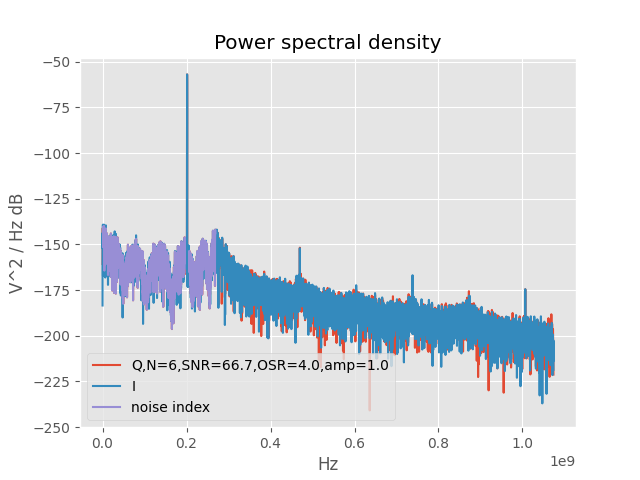 Power spectral density
V^2 / Hz dB
−50
−75
−100
−125
−150
−175
−200
−225
−250
Q,N=6,SNR=66.7,OSR=4.0,amp=1.0
I
noise index
0.0 0.2 0.4 0.6 0.8 1.0
1e9
Hz